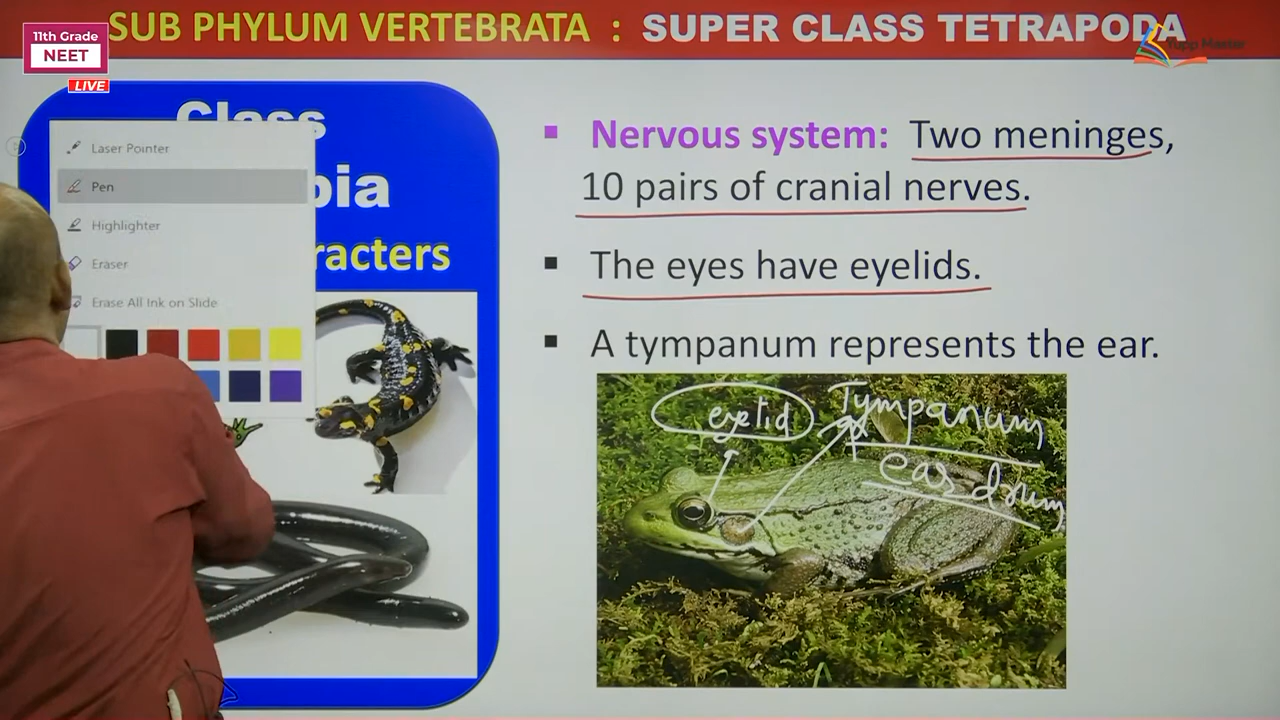 SUB PHYLUM VERTEBRATA : SUPER CLASS TETRAPODA
11th Grade
NEET
LIVE
Yupp Master
Class
bia
racters
Laser Pointer
Pen
Highlighter
Eraser
Erase All Ink on Slide
▪ Nervous system: Two meninges,
10 pairs of cranial nerves.
▪ The eyes have eyelids.
▪ A tympanum represents the ear.
eyelid
Tympanum
ear drum